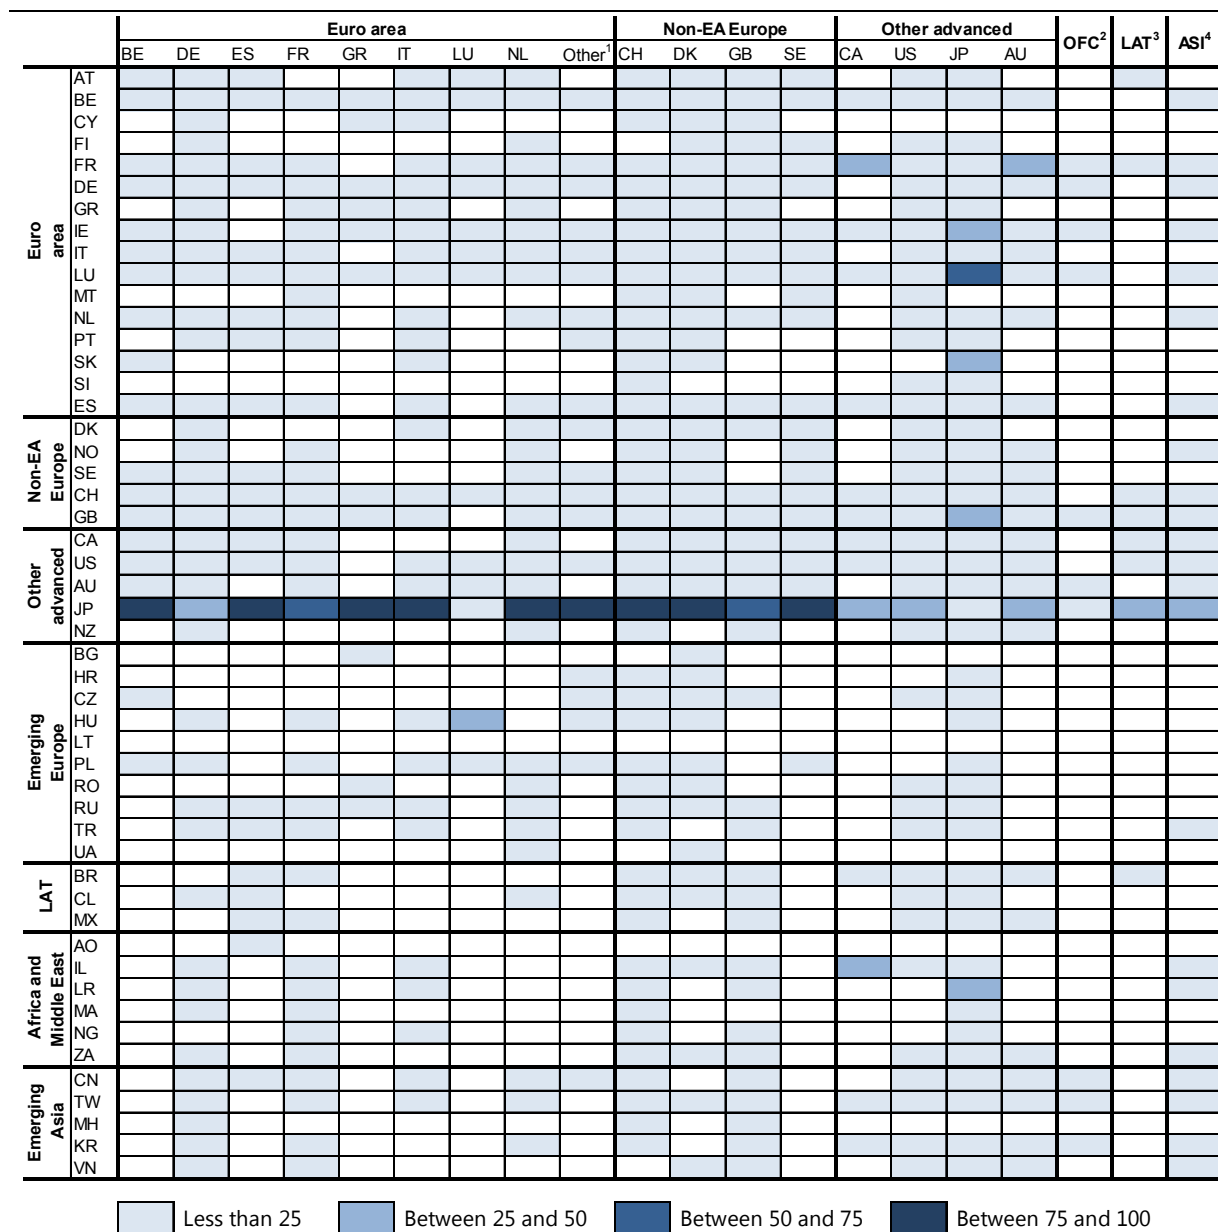 Euro area Non-EA Europe Other advanced OFC2 LAT3 ASI4
BE DE ES FR GR IT LU NL Other1 CH DK GB SE CA US JP AU
Euro area
AT
BE
CY
FI
FR
DE
GR
IE
IT
LU
MT
NL
PT
SK
SI
ES
Non-EA Europe
DK
NO
SE
CH
GB
Other advanced
CA
US
AU
JP
NZ
Emerging Europe
BG
HR
CZ
HU
LT
PL
RO
RU
TR
UA
LAT
BR
CL
MX
Africa and Middle East
AO
IL
LR
MA
NG
ZA
Emerging Asia
CN
TW
MH
KR
VN
Less than 25 Between 25 and 50 Between 50 and 75 Between 75 and 100